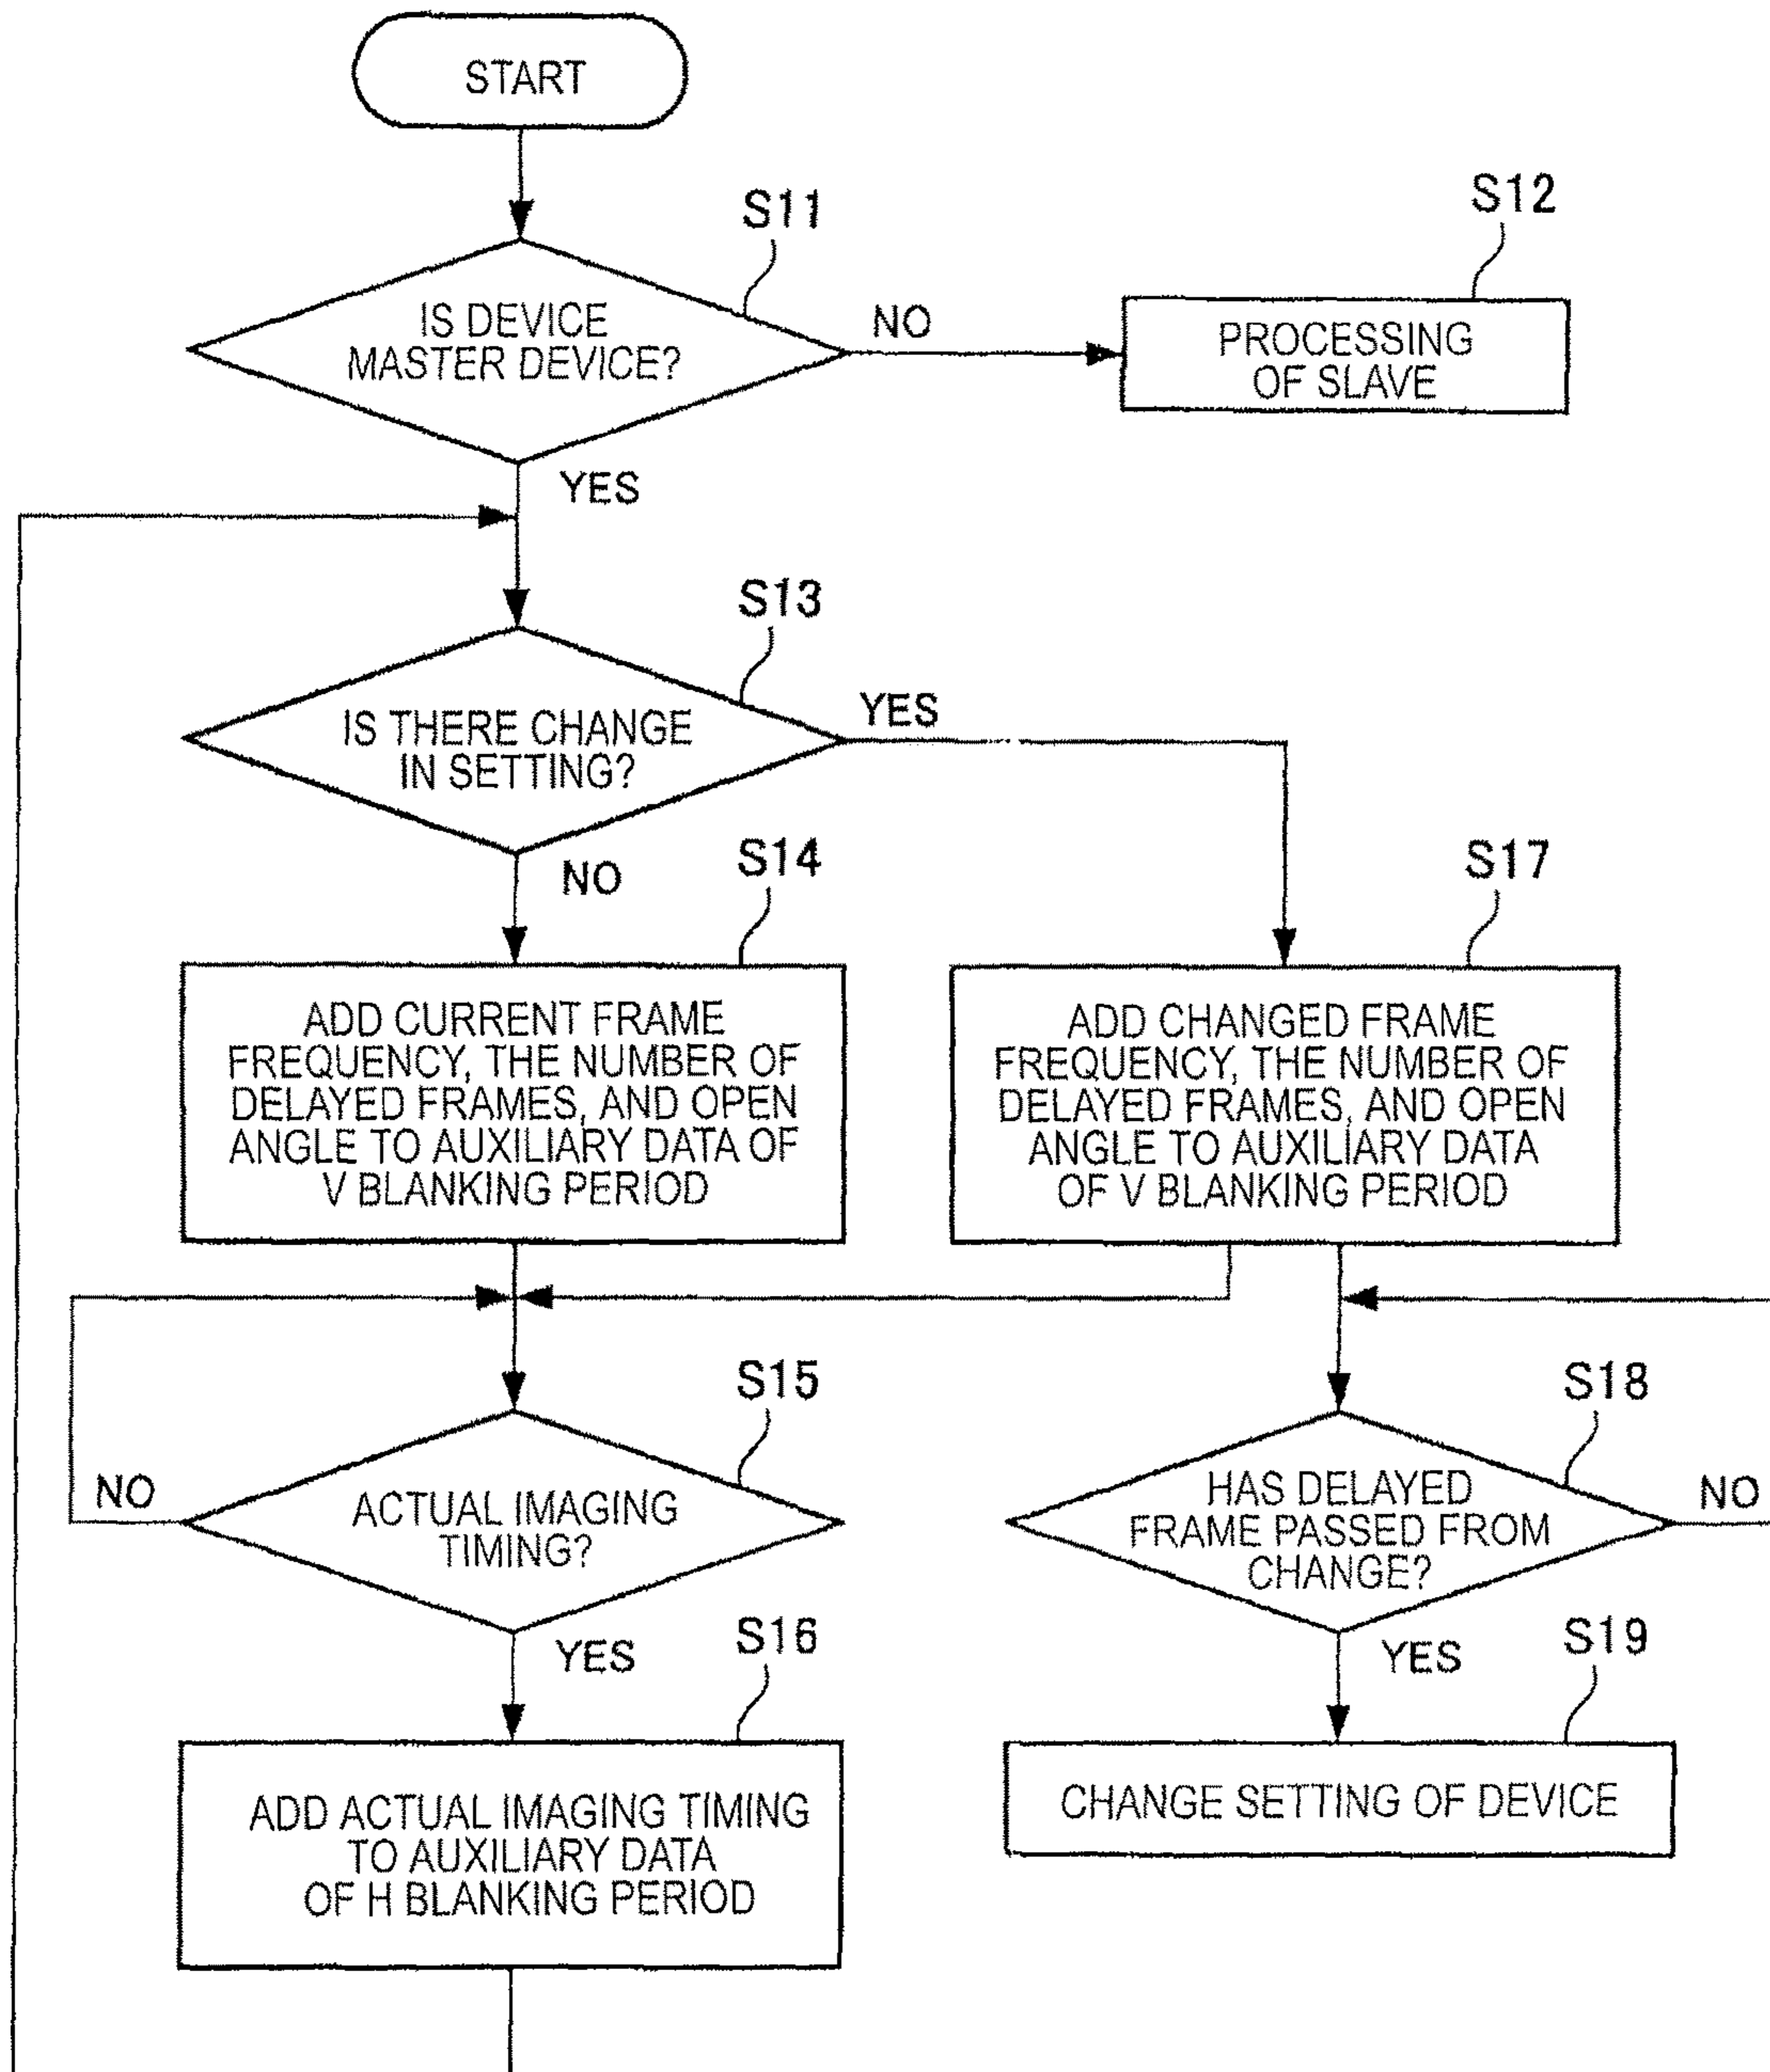 START
S11
IS DEVICE
MASTER DEVICE?
NO
S12
PROCESSING
OF SLAVE
YES
S13
IS THERE CHANGE
IN SETTING?
YES
NO
S14
ADD CURRENT FRAME
FREQUENCY, THE NUMBER OF
DELAYED FRAMES, AND OPEN
ANGLE TO AUXILIARY DATA OF
V BLANKING PERIOD
S17
ADD CHANGED FRAME
FREQUENCY, THE NUMBER OF
DELAYED FRAMES, AND OPEN
ANGLE TO AUXILIARY DATA
OF V BLANKING PERIOD
S15
NO
ACTUAL IMAGING
TIMING?
YES
S18
HAS DELAYED
FRAME PASSED FROM
CHANGE?
NO
YES
S16
ADD ACTUAL IMAGING TIMING
TO AUXILIARY DATA
OF H BLANKING PERIOD
S19
CHANGE SETTING OF DEVICE